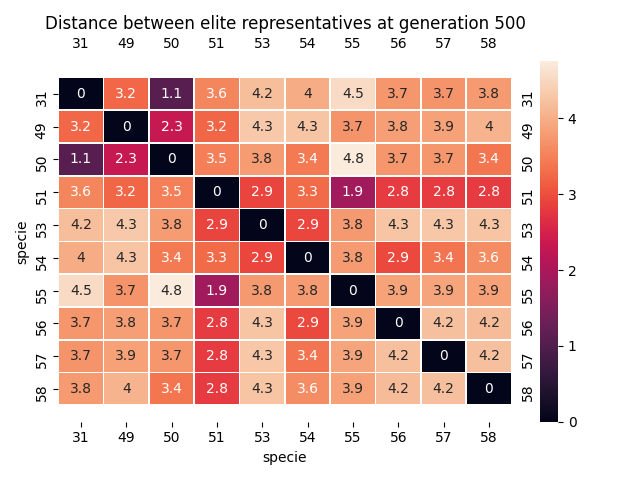 Distance between elite representatives at generation 500
31 49 50 51 53 54 55 56 57 58
31 0 3.2 1.1 3.6 4.2 4 4.5 3.7 3.7 3.8 31
49 3.2 0 2.3 3.2 4.3 4.3 3.7 3.8 3.9 4 49
50 1.1 2.3 0 3.5 3.8 3.4 4.8 3.7 3.7 3.4 50
51 3.6 3.2 3.5 0 2.9 3.3 1.9 2.8 2.8 2.8 51
53 4.2 4.3 3.8 2.9 0 2.9 3.8 4.3 4.3 4.3 53
54 4 4.3 3.4 3.3 2.9 0 3.8 2.9 3.4 3.6 54
55 4.5 3.7 4.8 1.9 3.8 3.8 0 3.9 3.9 3.9 55
56 3.7 3.8 3.7 2.8 4.3 2.9 3.9 0 4.2 4.2 56
57 3.7 3.9 3.7 2.8 4.3 3.4 3.9 4.2 0 4.2 57
58 3.8 4 3.4 2.8 4.3 3.6 3.9 4.2 4.2 0 58
31 49 50 51 53 54 55 56 57 58
specie
specie
4
3
2
1
0